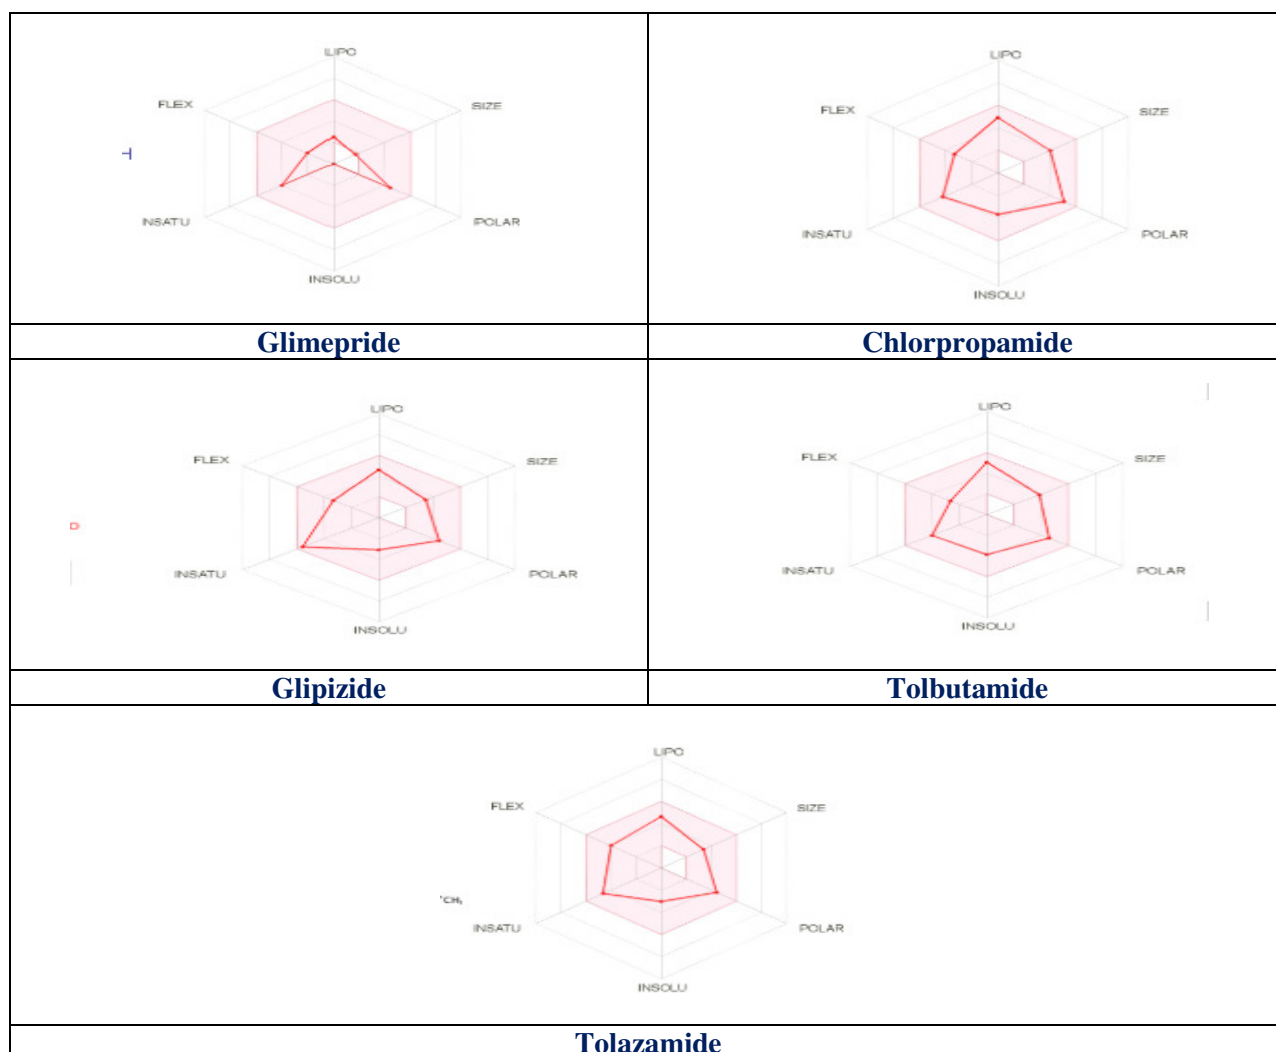 LIPO
FLEX
SIZE
INSATU
POLAR
INSOLU
Glimepride
LIPO
FLEX
SIZE
INSATU
POLAR
INSOLU
Chlorpropamide
LIPO
FLEX
SIZE
INSATU
POLAR
INSOLU
Glipizide
LIPO
FLEX
SIZE
INSATU
POLAR
INSOLU
Tolbutamide
LIPO
FLEX
SIZE
CH₃
INSATU
POLAR
INSOLU
Tolazamide